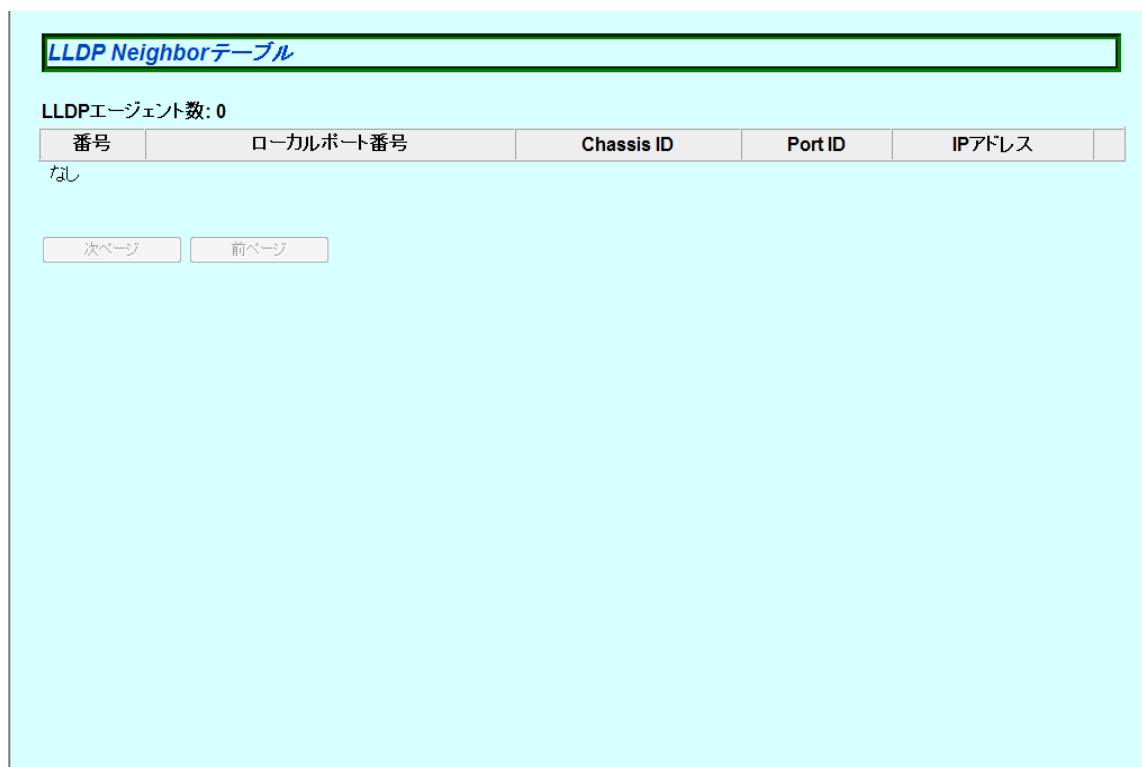 LLDP Neighborテーブル
LLDPエージェント数: 0
番号 ローカルポート番号 Chassis ID Port ID IPアドレス
なし
次ページ 前ページ